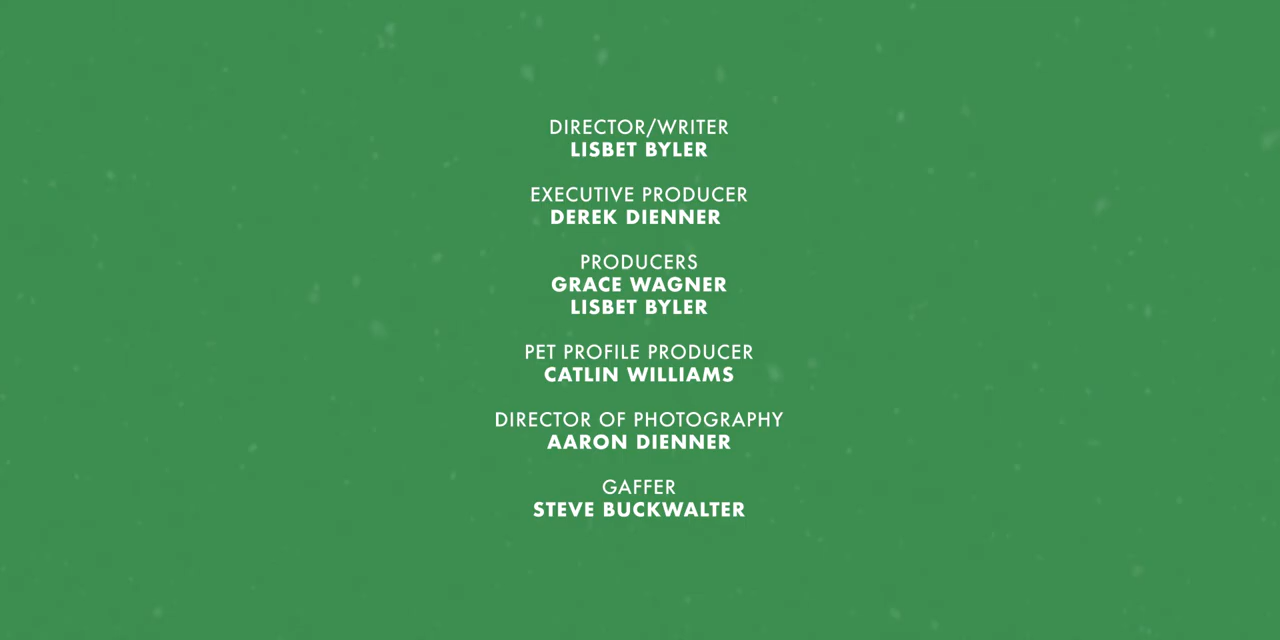 DIRECTOR/WRITER
LISBET BYLER
EXECUTIVE PRODUCER
DEREK DIENNER
PRODUCERS
GRACE WAGNER
LISBET BYLER
PET PROFILE PRODUCER
CATLIN WILLIAMS
DIRECTOR OF PHOTOGRAPHY
AARON DIENNER
GAFFER
STEVE BUCKWALTER